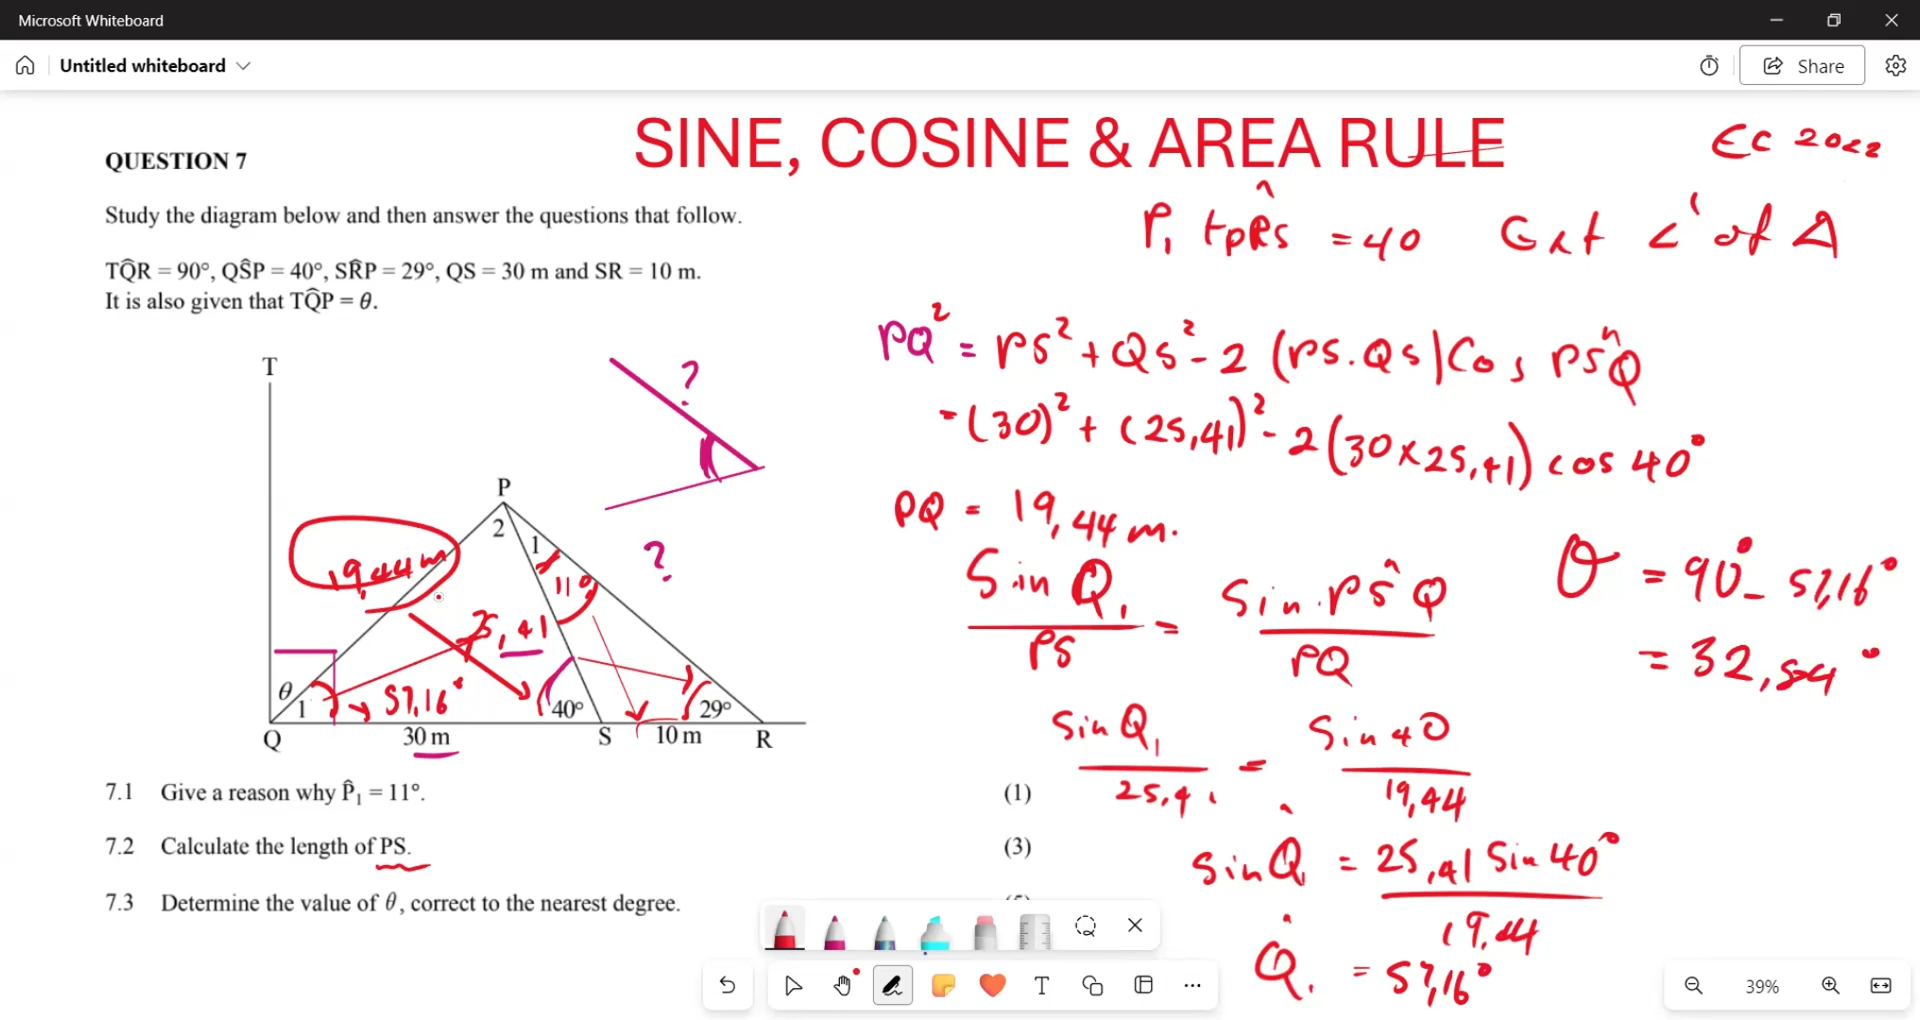 Microsoft Whiteboard
Untitled whiteboard
Share
SINE, COSINE & AREA RULE
EC 2022
QUESTION 7
Study the diagram below and then answer the questions that follow.
TQ̂R = 90°, QŜP = 40°, SR̂P = 29°, QS = 30 m and SR = 10 m.
It is also given that TQ̂P = θ.
P₁ + PR̂S = 40 Ext ∠' of Δ
PQ² = PS² + QS² - 2 (PS.QS) Cos PŜQ
= (30)² + (25,41)² - 2(30×25,41) cos 40°
PQ = 19,44 m.
Sin Q₁ / PS = Sin PŜQ / PQ
θ = 90° - 57,16°
= 32,84°
sin Q₁ / 25,41 = Sin 40 / 19,44
sin Q̂₁ = 25,41 Sin 40° / 19,44
Q̂₁ = 57,16°
T
?
P
2
1
?
19,44 m
11°
25,41
θ
1
57,16°
40°
29°
Q
30 m
S
10 m
R
7.1 Give a reason why P̂₁ = 11°. (1)
7.2 Calculate the length of PS. (3)
7.3 Determine the value of θ, correct to the nearest degree.
39%